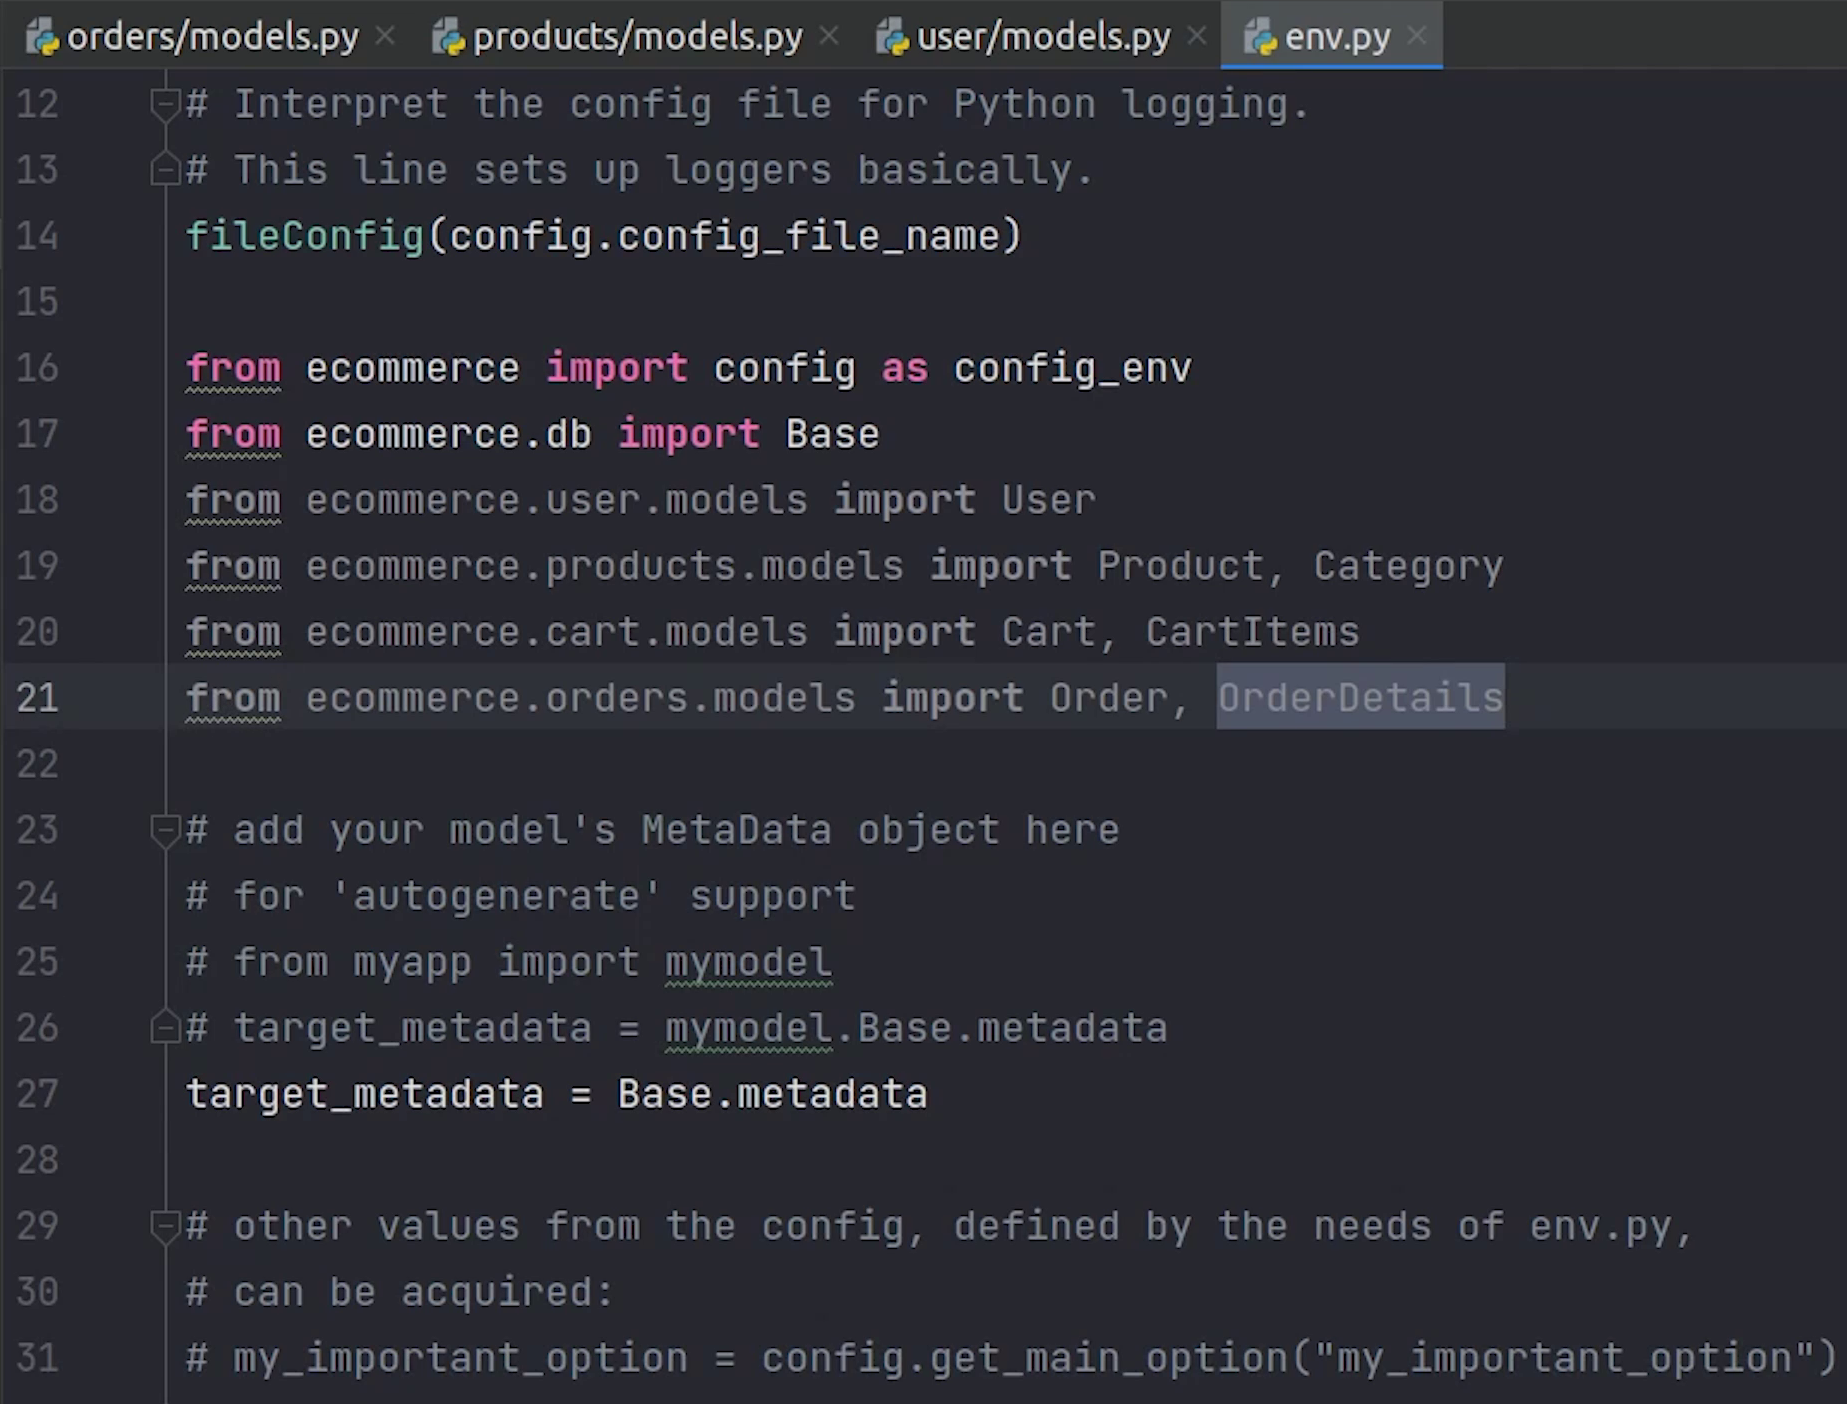 orders/models.py products/models.py user/models.py env.py
12 # Interpret the config file for Python logging.
13 # This line sets up loggers basically.
14 fileConfig(config.config_file_name)
15
16 from ecommerce import config as config_env
17 from ecommerce.db import Base
18 from ecommerce.user.models import User
19 from ecommerce.products.models import Product, Category
20 from ecommerce.cart.models import Cart, CartItems
21 from ecommerce.orders.models import Order, OrderDetails
22
23 # add your model's MetaData object here
24 # for 'autogenerate' support
25 # from myapp import mymodel
26 # target_metadata = mymodel.Base.metadata
27 target_metadata = Base.metadata
28
29 # other values from the config, defined by the needs of env.py,
30 # can be acquired:
31 # my_important_option = config.get_main_option("my_important_option")